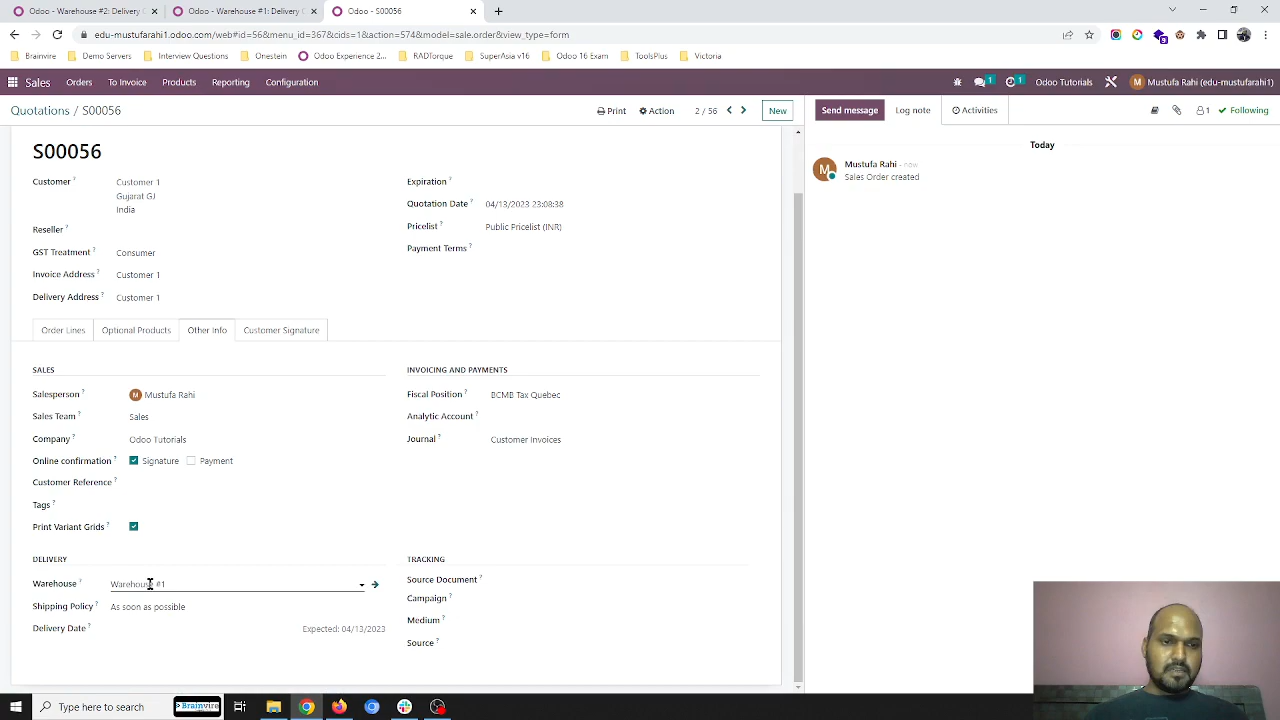 Odoo - Warehouse #2: Delivery O
Odoo - Warehouse #1: Delivery O
Odoo - S00056
edu-mustufarahi1.odoo.com/web#id=56&menu_id=367&cids=1&action=574&model=sale.order&view_type=form
Brainvire
Demo Servers
Interview Questions
Onestein
Odoo Experience 2...
RADTorque
SuperAsia v16
Odoo 16 Exam
ToolsPlus
Victoria
Sales
Orders
To Invoice
Products
Reporting
Configuration
1
1
Odoo Tutorials
M
Mustufa Rahi (edu-mustufarahi1)
Quotations / S00056
Print
Action
2 / 56
New
Send message
Log note
Activities
1
Following
S00056
Customer ?
Customer 1
Gujarat GJ
India
Reseller ?
GST Treatment ?
Consumer
Invoice Address ?
Customer 1
Delivery Address ?
Customer 1
Expiration ?
Quotation Date ?
04/13/2023 23:08:38
Pricelist ?
Public Pricelist (INR)
Payment Terms ?
Today
M
Mustufa Rahi - now
Sales Order created
Order Lines
Optional Products
Other Info
Customer Signature
SALES
Salesperson ?
M
Mustufa Rahi
Sales Team ?
Sales
Company ?
Odoo Tutorials
Online confirmation ?
Signature
Payment
Customer Reference ?
Tags ?
Print Variant Grids ?
INVOICING AND PAYMENTS
Fiscal Position ?
BCMB Tax Quebec
Analytic Account ?
Journal ?
Customer Invoices
DELIVERY
Warehouse ?
Warehouse #1
Shipping Policy ?
As soon as possible
Delivery Date ?
Expected: 04/13/2023
TRACKING
Source Document ?
Campaign ?
Medium ?
Source ?
Type here to search
Brainvire